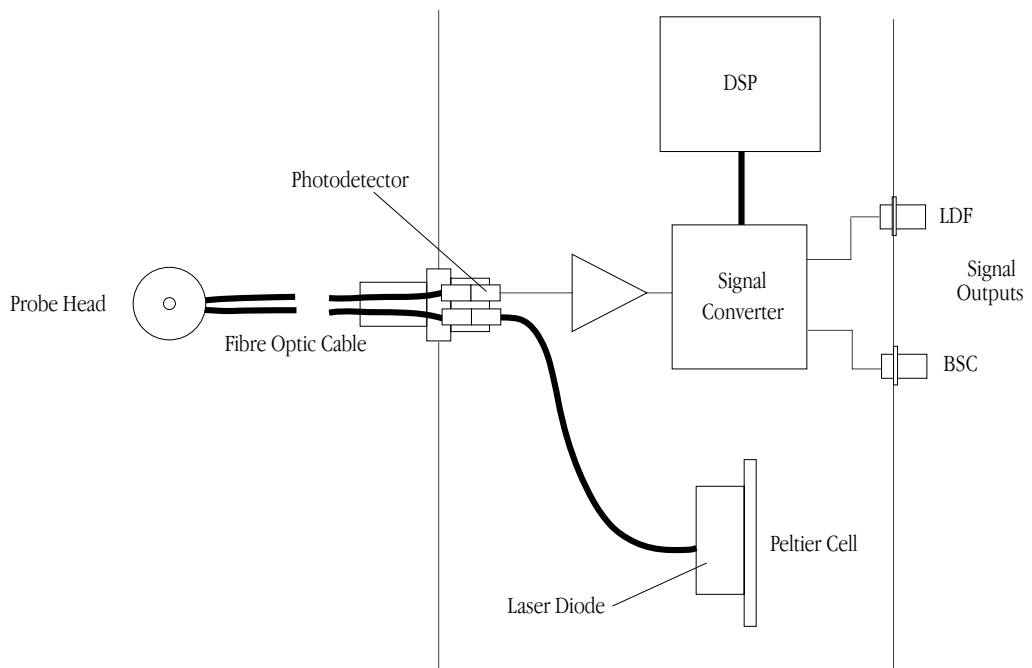 DSP
Photodetector
LDF
Signal
Outputs
Signal
Converter
Probe Head
Fibre Optic Cable
BSC
Peltier Cell
Laser Diode